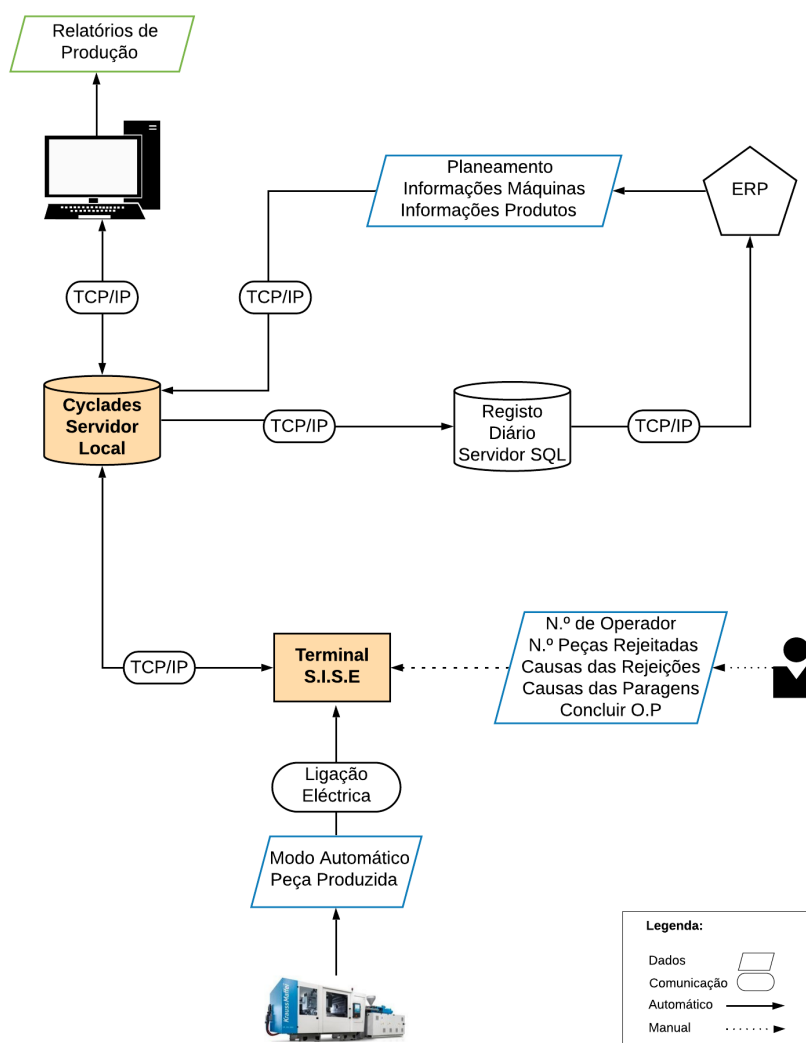 Relatórios de
Produção
Planeamento
Informações Máquinas
Informações Produtos
ERP
TCP/IP
TCP/IP
Cyclades
Servidor
Local
TCP/IP
Registo
Diário
Servidor SQL
TCP/IP
N.º de Operador
N.º Peças Rejeitadas
Causas das Rejeições
Causas das Paragens
Concluir O.P
Terminal
S.I.S.E
TCP/IP
Ligação
Eléctrica
Modo Automático
Peça Produzida
KraussMaffei
Legenda:
Dados
Comunicação
Automático
Manual